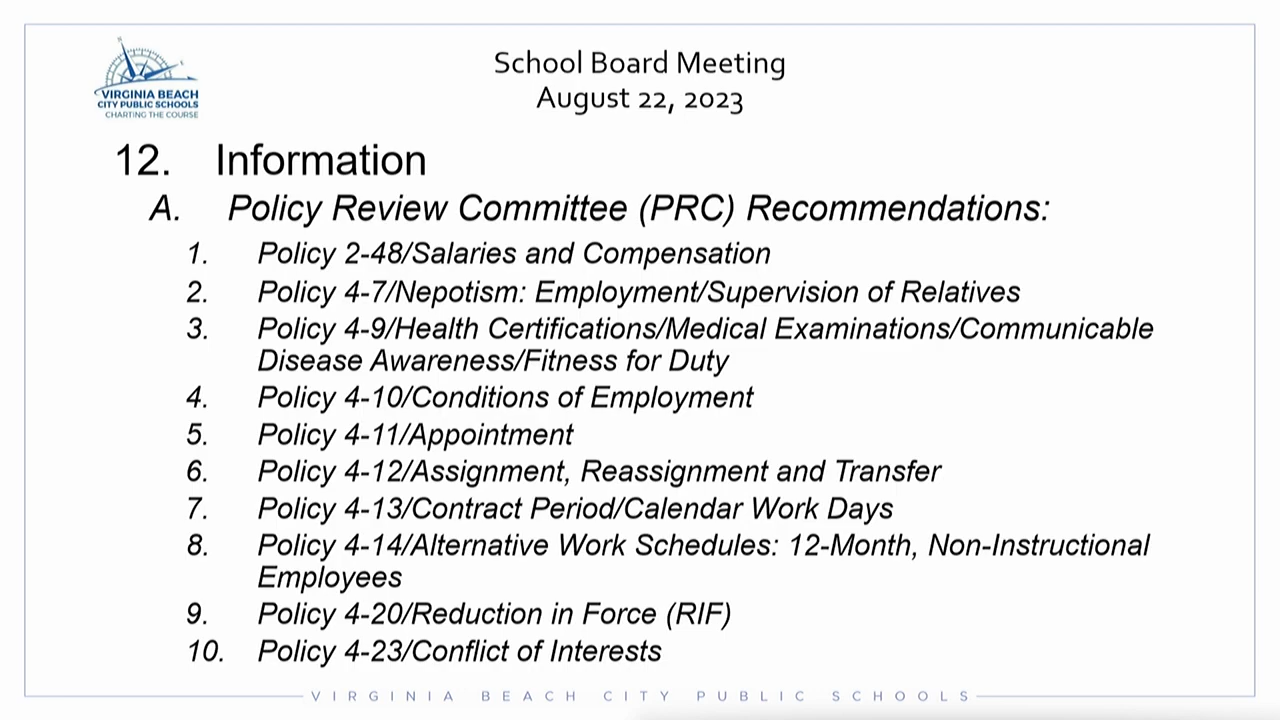 VIRGINIA BEACH
CITY PUBLIC SCHOOLS
CHARTING THE COURSE
School Board Meeting
August 22, 2023
12. Information
A. Policy Review Committee (PRC) Recommendations:
1. Policy 2-48/Salaries and Compensation
2. Policy 4-7/Nepotism: Employment/Supervision of Relatives
3. Policy 4-9/Health Certifications/Medical Examinations/Communicable
Disease Awareness/Fitness for Duty
4. Policy 4-10/Conditions of Employment
5. Policy 4-11/Appointment
6. Policy 4-12/Assignment, Reassignment and Transfer
7. Policy 4-13/Contract Period/Calendar Work Days
8. Policy 4-14/Alternative Work Schedules: 12-Month, Non-Instructional
Employees
9. Policy 4-20/Reduction in Force (RIF)
10. Policy 4-23/Conflict of Interests
VIRGINIA BEACH CITY PUBLIC SCHOOLS